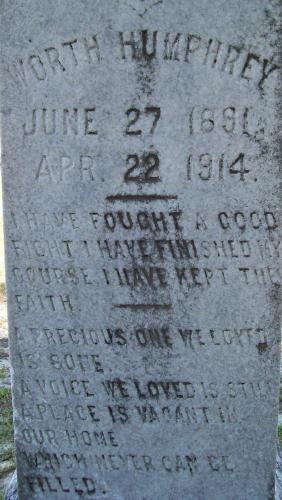 WORTH HUMPHREY
JUNE 27 1891.
APR. 22 1914.
I HAVE FOUGHT A GOOD
FIGHT I HAVE FINISHED MY
COURSE I HAVE KEPT THE
FAITH
A PRECIOUS ONE WE LOVED
IS GONE
A VOICE WE LOVED IS STILL
A PLACE IS VACANT IN
OUR HOME
WHICH NEVER CAN BE
FILLED.